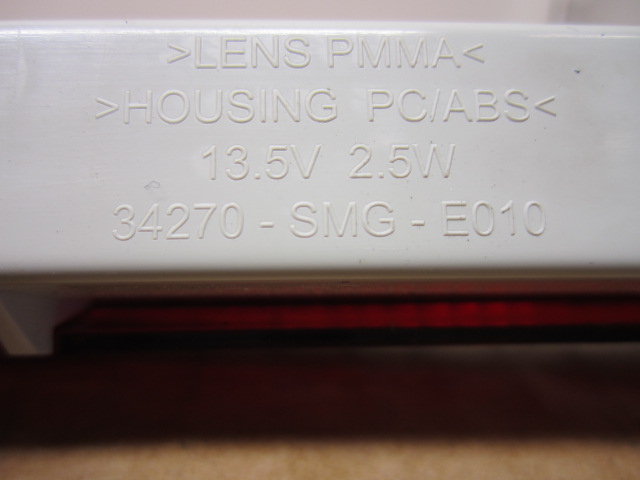 >LENS PMMA<
>HOUSING PC/ABS<
13.5V 2.5W
34270 - SMG - E010